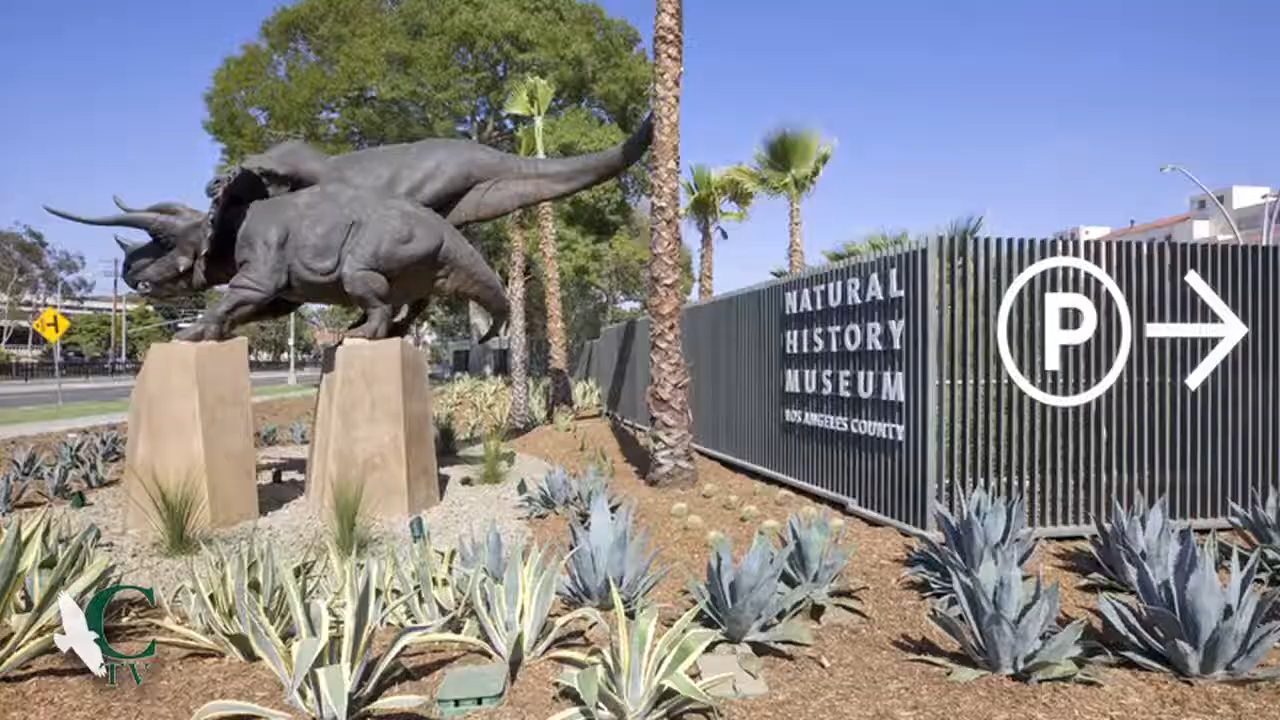 NATURAL
HISTORY
MUSEUM
LOS ANGELES COUNTY
P
C
TV